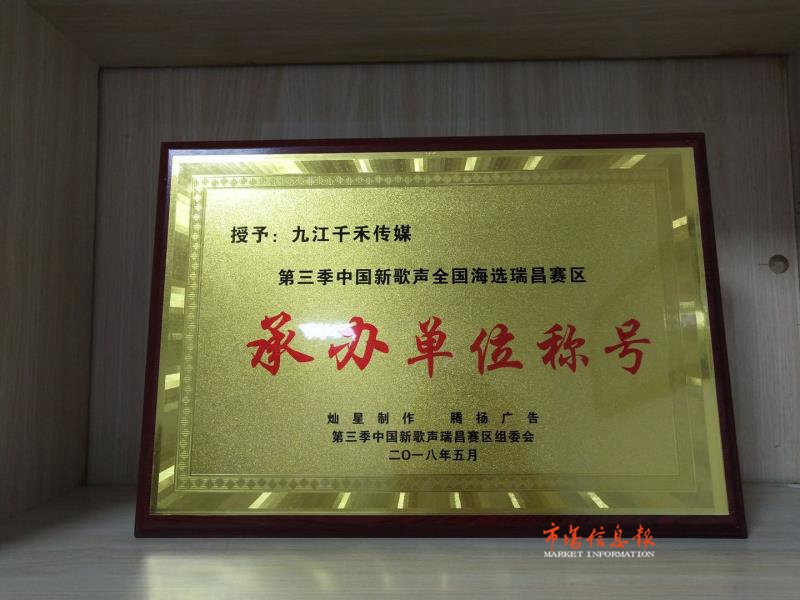 授予：九江千禾传媒
第三季中国新歌声全国海选瑞昌赛区
承办单位称号
灿星制作 腾扬广告
第三季中国新歌声瑞昌赛区组委会
二〇一八年五月
市场信息报
MARKET INFORMATION